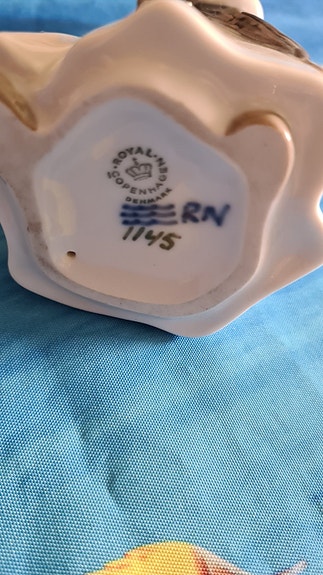 ROYAL
COPENHAGEN
DENMARK
RN
1145